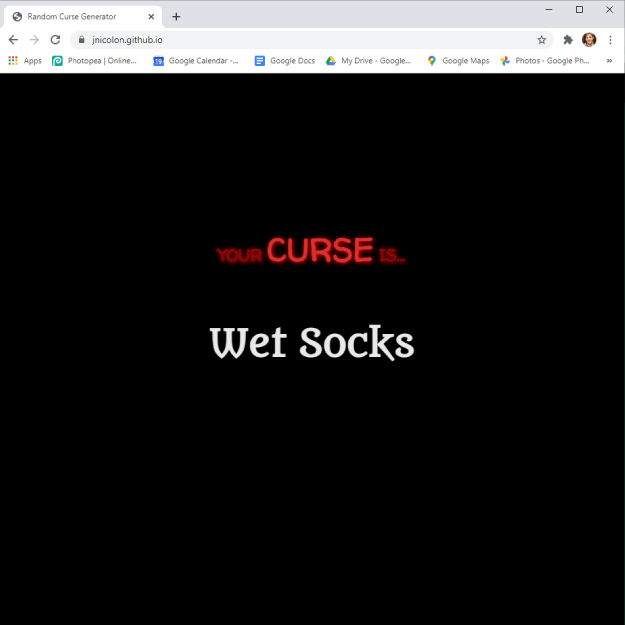 Random Curse Generator
jnicolon.github.io
Apps Photopea | Online... 19 Google Calendar -... Google Docs My Drive - Google... Google Maps Photos - Google Ph... »
YOUR CURSE IS...
Wet Socks